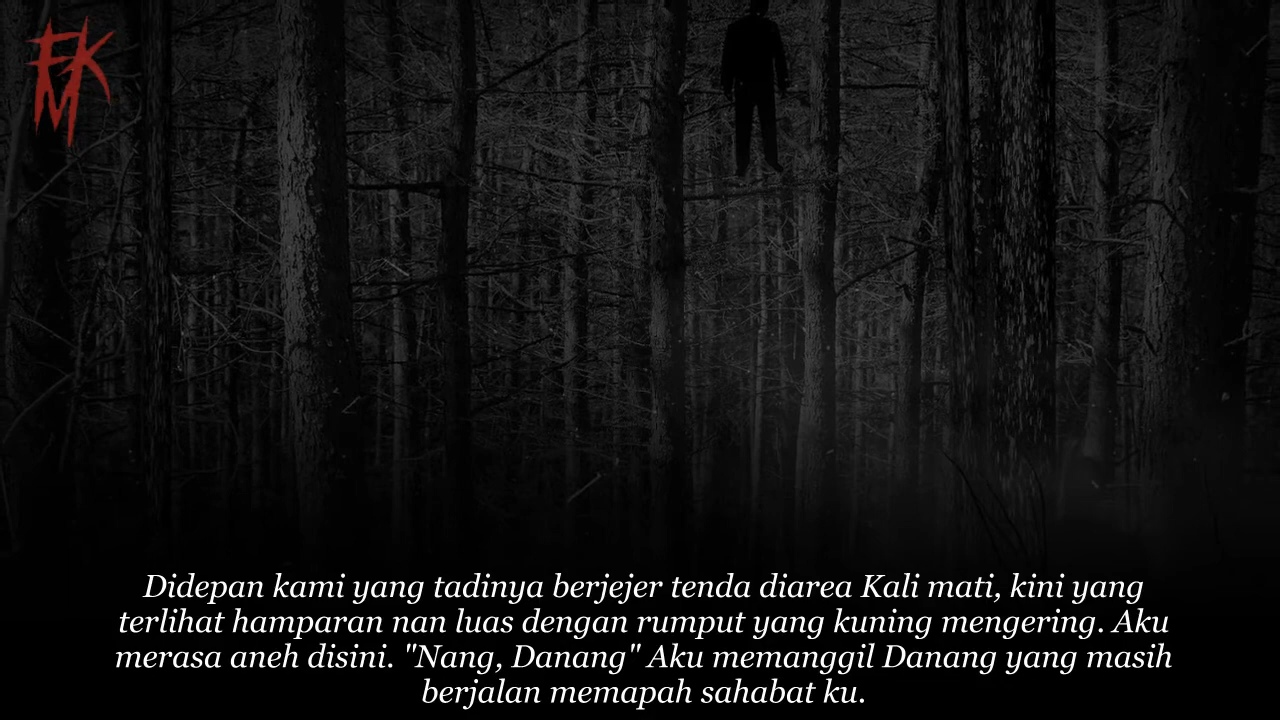 FKM
Didepan kami yang tadinya berjejer tenda diarea Kali mati, kini yang
terlihat hamparan nan luas dengan rumput yang kuning mengering. Aku
merasa aneh disini. "Nang, Danang" Aku memanggil Danang yang masih
berjalan memapah sahabat ku.